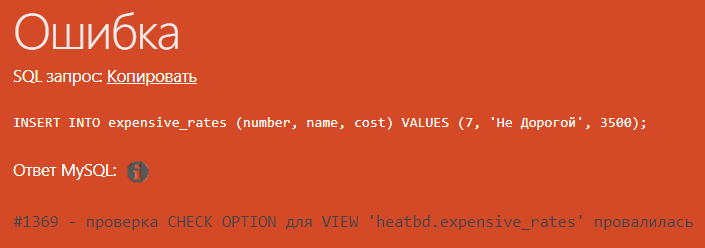 Ошибка
SQL запрос: Копировать
INSERT INTO expensive_rates (number, name, cost) VALUES (7, 'Не Дорогой', 3500);
Ответ MySQL:
#1369 - проверка CHECK OPTION для VIEW 'heatbd.expensive_rates' провалилась